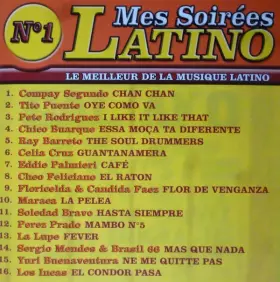 N°1
Mes Soirées
LATINO
LE MEILLEUR DE LA MUSIQUE LATINO
1. Compay Segundo CHAN CHAN
2. Tito Puente OYE COMO VA
3. Pete Rodriguez I LIKE IT LIKE THAT
4. Chico Buarque ESSA MOÇA TA DIFERENTE
5. Ray Barreto THE SOUL DRUMMERS
6. Celia Cruz GUANTANAMERA
7. Eddie Palmieri CAFÉ
8. Cheo Feliciano EL RATON
9. Floricelda & Candida Faez FLOR DE VENGANZA
10. Maraca LA PELEA
11. Soledad Bravo HASTA SIEMPRE
12. Perez Prado MAMBO N°5
13. La Lupe FEVER
14. Sergio Mendes & Brasil 66 MAS QUE NADA
15. Yuri Buenaventura NE ME QUITTE PAS
16. Los Incas EL CONDOR PASA